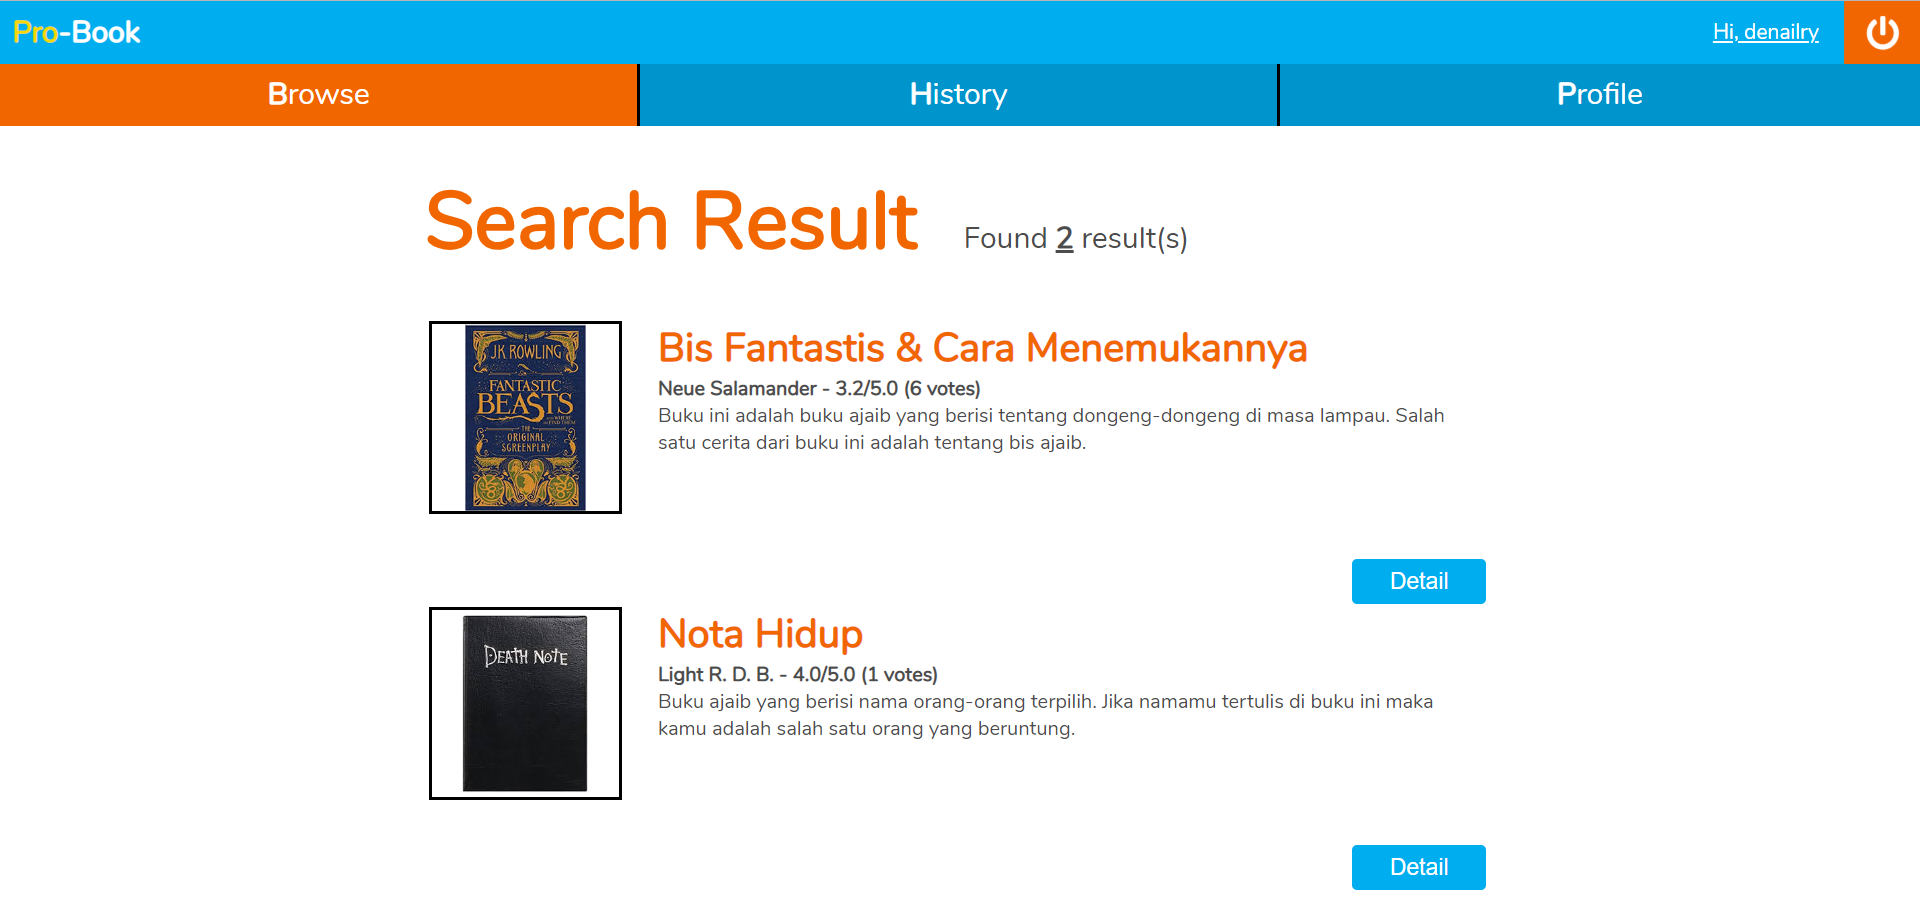 Pro-Book
Hi, denailry
Browse
History
Profile
Search Result
Found 2 result(s)
JK ROWLING
FANTASTIC
BEASTS
AND WHERE
TO FIND THEM
THE
ORIGINAL
SCREENPLAY
Bis Fantastis & Cara Menemukannya
Neue Salamander - 3.2/5.0 (6 votes)
Buku ini adalah buku ajaib yang berisi tentang dongeng-dongeng di masa lampau. Salah
satu cerita dari buku ini adalah tentang bis ajaib.
Detail
DEATH NOTE
Nota Hidup
Light R. D. B. - 4.0/5.0 (1 votes)
Buku ajaib yang berisi nama orang-orang terpilih. Jika namamu tertulis di buku ini maka
kamu adalah salah satu orang yang beruntung.
Detail